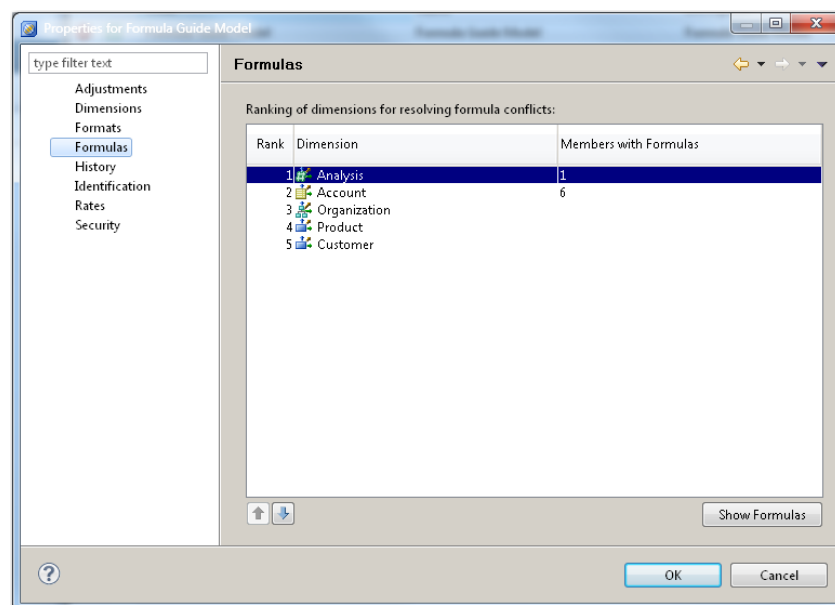 Properties for Formula Guide Model
type filter text
Formulas
Adjustments
Dimensions
Formats
Formulas
History
Identification
Rates
Security
Ranking of dimensions for resolving formula conflicts:
Rank Dimension Members with Formulas
1 Analysis 1
2 Account 6
3 Organization
4 Product
5 Customer
Show Formulas
OK Cancel